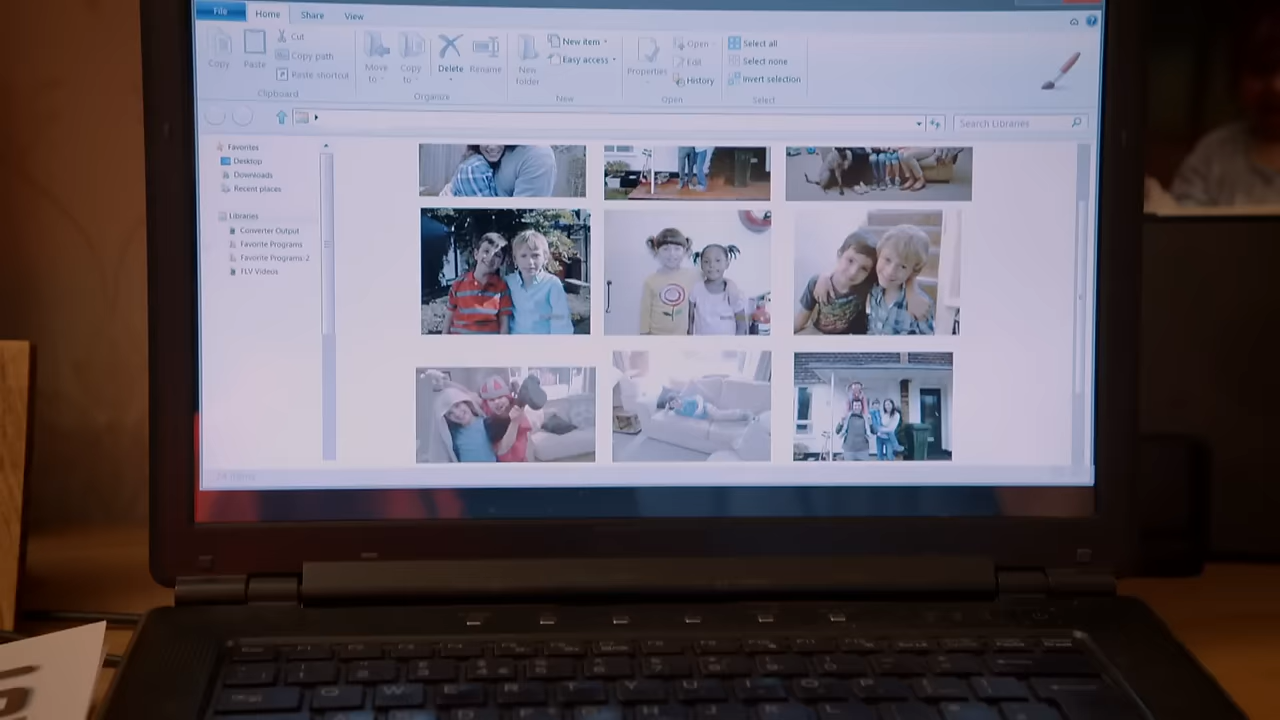 File Home Share View
Cut
Copy path
Paste shortcut
Copy Paste
Clipboard
Move to Copy to Delete Rename
Organize
New item
Easy access
New folder
New
Open
Edit
History
Properties
Open
Select all
Select none
Invert selection
Select
Search Libraries
Favorites
Desktop
Downloads
Recent places
Libraries
Converter Output
Favorite Programs
Favorite Programs 2
FLV Videos